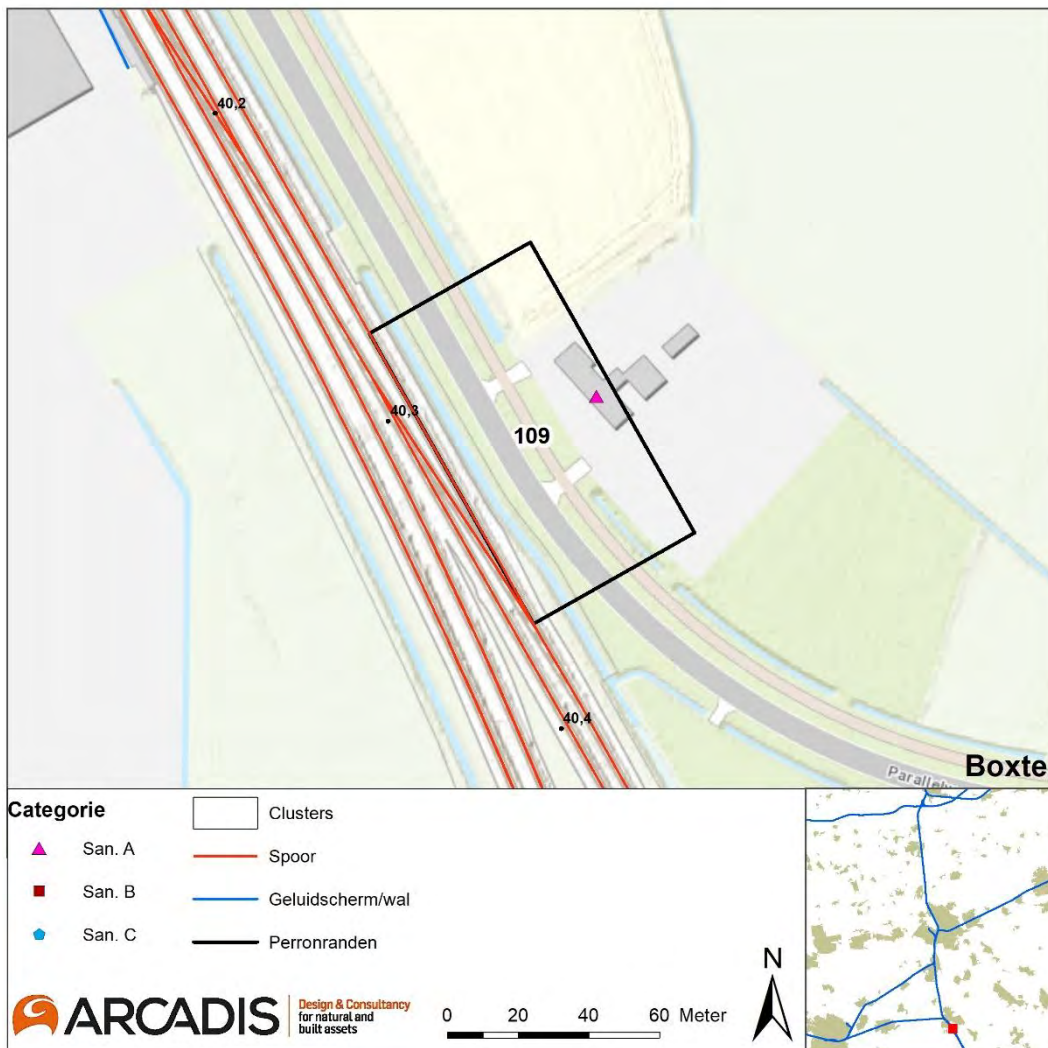 40,2
40,3
109
40,4
Boxte
Categorie
San. A
San. B
San. C
Clusters
Spoor
Geluidscherm/wal
Perronranden
ARCADIS
Design & Consultancy
for natural and
built assets
0 20 40 60 Meter
N